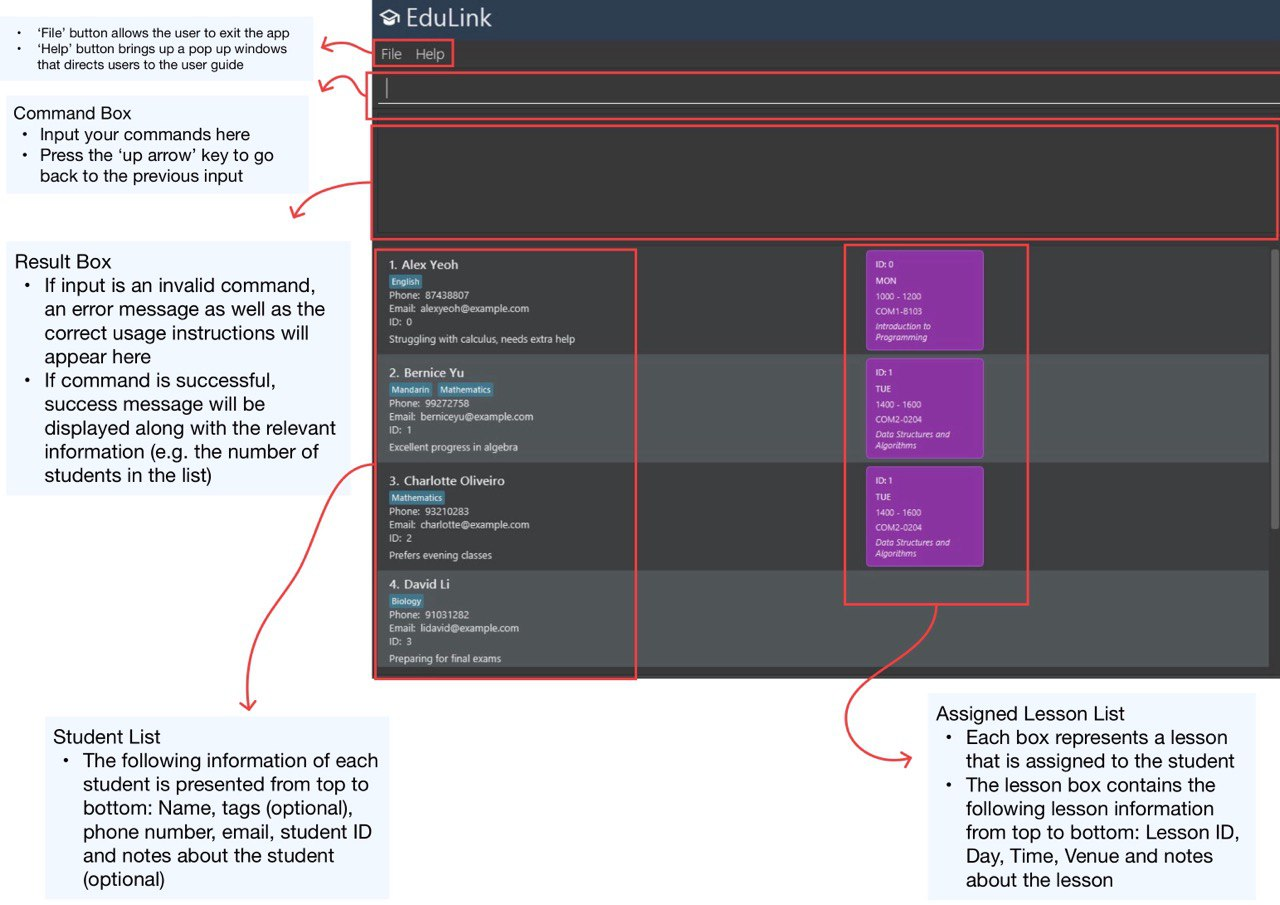 • ‘File’ button allows the user to exit the app
• ‘Help’ button brings up a pop up windows
that directs users to the user guide
Command Box
• Input your commands here
• Press the ‘up arrow’ key to go
back to the previous input
Result Box
• If input is an invalid command,
an error message as well as the
correct usage instructions will
appear here
• If command is successful,
success message will be
displayed along with the relevant
information (e.g. the number of
students in the list)
EduLink
File Help
1. Alex Yeoh
English
Phone: 87438807
Email: alexyeoh@example.com
ID: 0
Struggling with calculus, needs extra help
ID: 0
MON
1000 - 1200
COM1-B103
Introduction to
Programming
2. Bernice Yu
Mandarin Mathematics
Phone: 99272758
Email: berniceyu@example.com
ID: 1
Excellent progress in algebra
ID: 1
TUE
1400 - 1600
COM2-0204
Data Structures and
Algorithms
3. Charlotte Oliveiro
Mathematics
Phone: 93210283
Email: charlotte@example.com
ID: 2
Prefers evening classes
ID: 1
TUE
1400 - 1600
COM2-0204
Data Structures and
Algorithms
4. David Li
Biology
Phone: 91031282
Email: lidavid@example.com
ID: 3
Preparing for final exams
Student List
• The following information of each
student is presented from top to
bottom: Name, tags (optional),
phone number, email, student ID
and notes about the student
(optional)
Assigned Lesson List
• Each box represents a lesson
that is assigned to the student
• The lesson box contains the
following lesson information
from top to bottom: Lesson ID,
Day, Time, Venue and notes
about the lesson